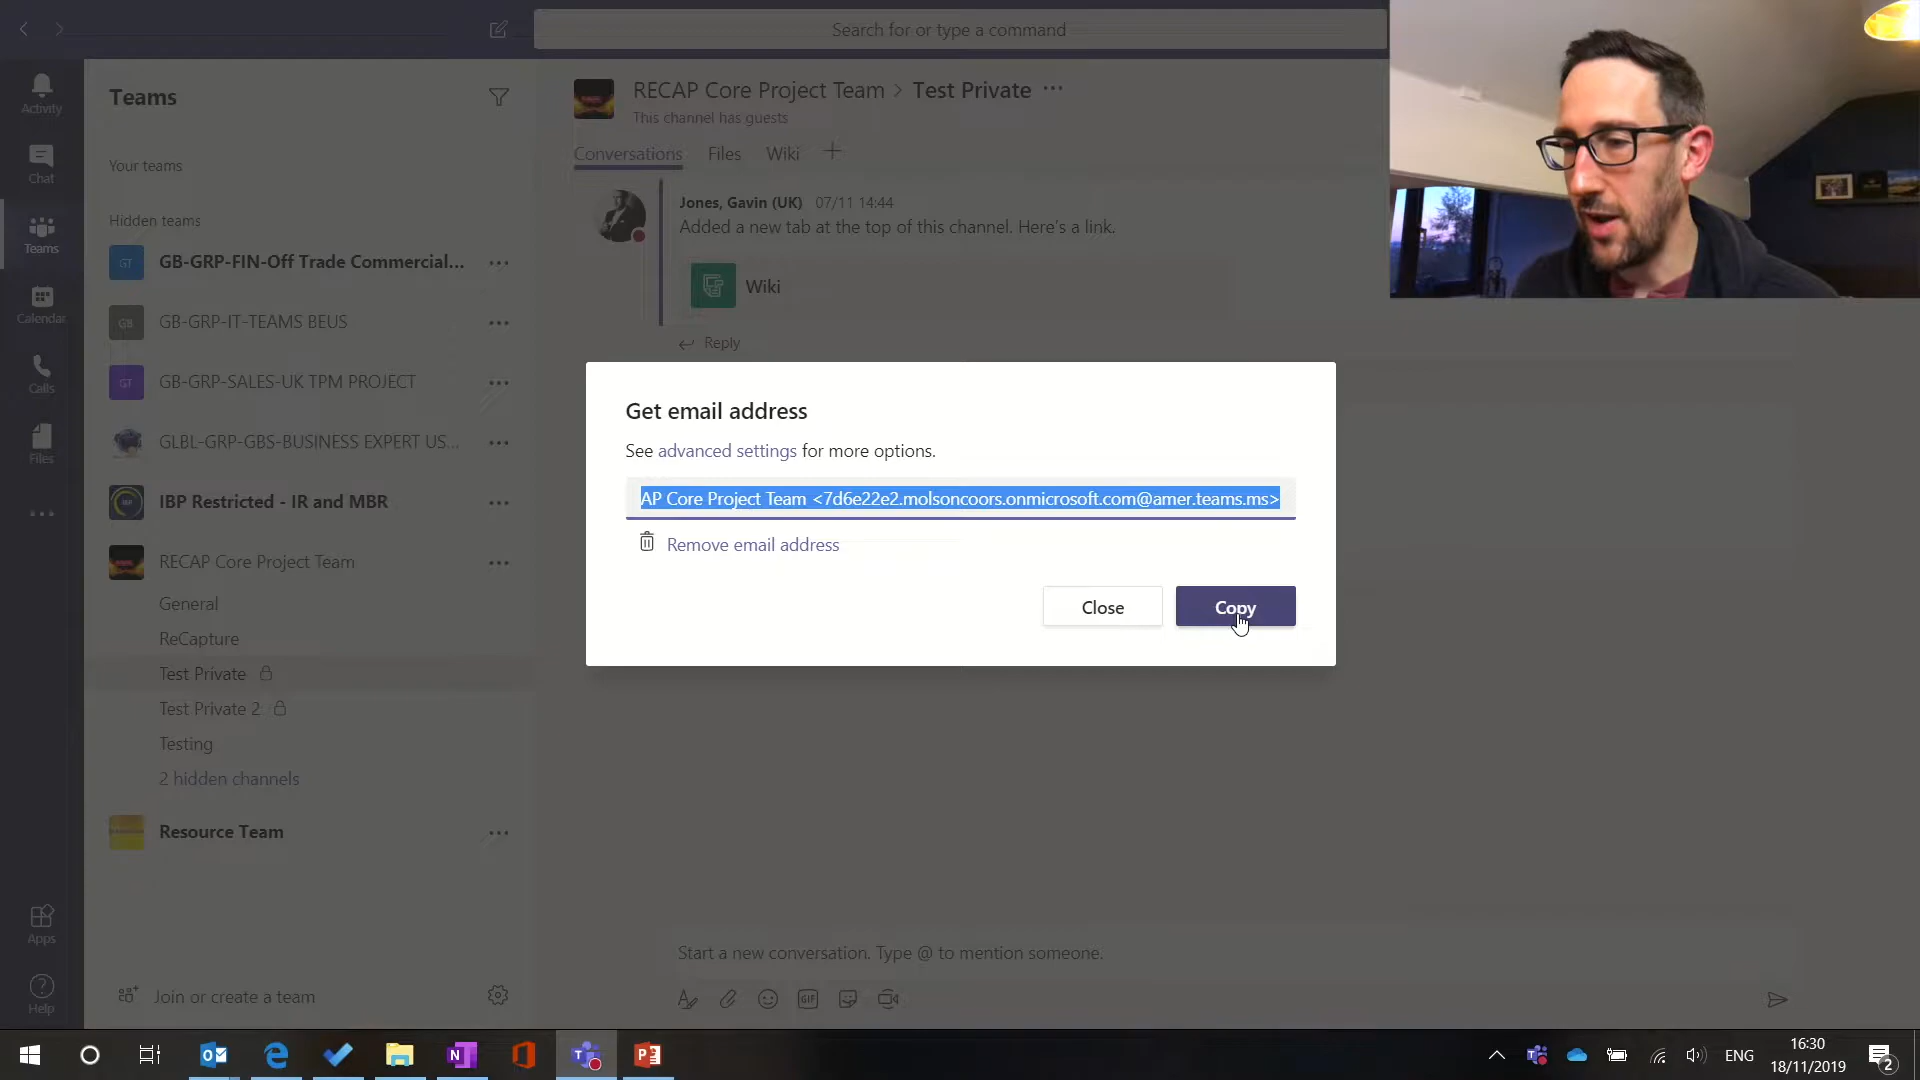 Search for or type a command
Activity
Chat
Teams
Calendar
Calls
Files
Apps
Help
Teams
Your teams
Hidden teams
GT
GB-GRP-FIN-Off Trade Commercial...
GB
GB-GRP-IT-TEAMS BEUS
GT
GB-GRP-SALES-UK TPM PROJECT
GLBL-GRP-GBS-BUSINESS EXPERT US...
IBP Restricted - IR and MBR
RECAP Core Project Team
General
ReCapture
Test Private
Test Private 2
Testing
2 hidden channels
Resource Team
Join or create a team
RECAP Core Project Team > Test Private ...
This channel has guests
Conversations Files Wiki +
Jones, Gavin (UK) 07/11 14:44
Added a new tab at the top of this channel. Here's a link.
Wiki
Reply
Get email address
See advanced settings for more options.
AP Core Project Team <7d6e22e2.molsoncoors.onmicrosoft.com@amer.teams.ms>
Remove email address
Close Copy
Start a new conversation. Type @ to mention someone.
GIF
ENG
16:30
18/11/2019
2